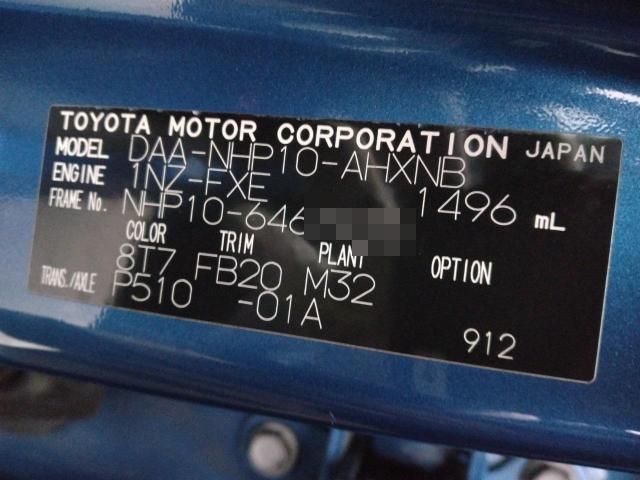 TOYOTA MOTOR CORPORATION JAPAN
MODEL DAA-NHP10-AHXNB
ENGINE 1NZ-FXE 1496 mL
FRAME No. NHP10-646
COLOR TRIM PLANT OPTION
8T7 FB20 M32
TRANS./AXLE P510 -01A
912